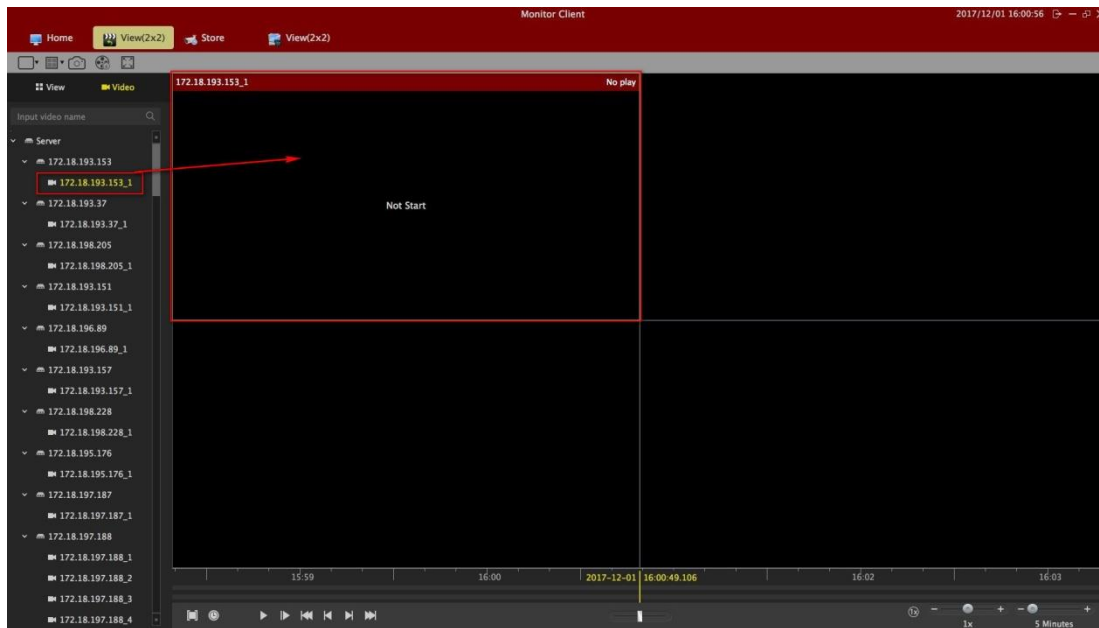 Monitor Client
2017/12/01 16:00:56
Home
View(2x2)
Store
View(2x2)
View
Video
Input video name
Server
172.18.193.153
172.18.193.153_1
172.18.193.37
172.18.193.37_1
172.18.198.205
172.18.198.205_1
172.18.193.151
172.18.193.151_1
172.18.196.89
172.18.196.89_1
172.18.193.157
172.18.193.157_1
172.18.198.228
172.18.198.228_1
172.18.195.176
172.18.195.176_1
172.18.197.187
172.18.197.187_1
172.18.197.188
172.18.197.188_1
172.18.197.188_2
172.18.197.188_3
172.18.197.188_4
172.18.193.153_1 No play
Not Start
15:59 16:00 2017-12-01 16:00:49.106 16:02 16:03
1x
1x 5 Minutes